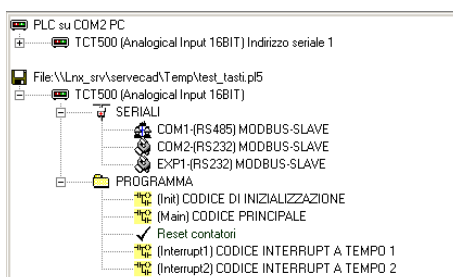 PLC su COM2 PC
TCT500 (Analogical Input 16BIT) Indirizzo seriale 1
File:\\Lnx_srv\servecad\Temp\test_tasti.pl5
TCT500 (Analogical Input 16BIT)
SERIALI
COM1-(RS485) MODBUS-SLAVE
COM2-(RS232) MODBUS-SLAVE
EXP1-(RS232) MODBUS-SLAVE
PROGRAMMA
(Init) CODICE DI INIZIALIZZAZIONE
(Main) CODICE PRINCIPALE
Reset contatori
(Interrupt1) CODICE INTERRUPT A TEMPO 1
(Interrupt2) CODICE INTERRUPT A TEMPO 2